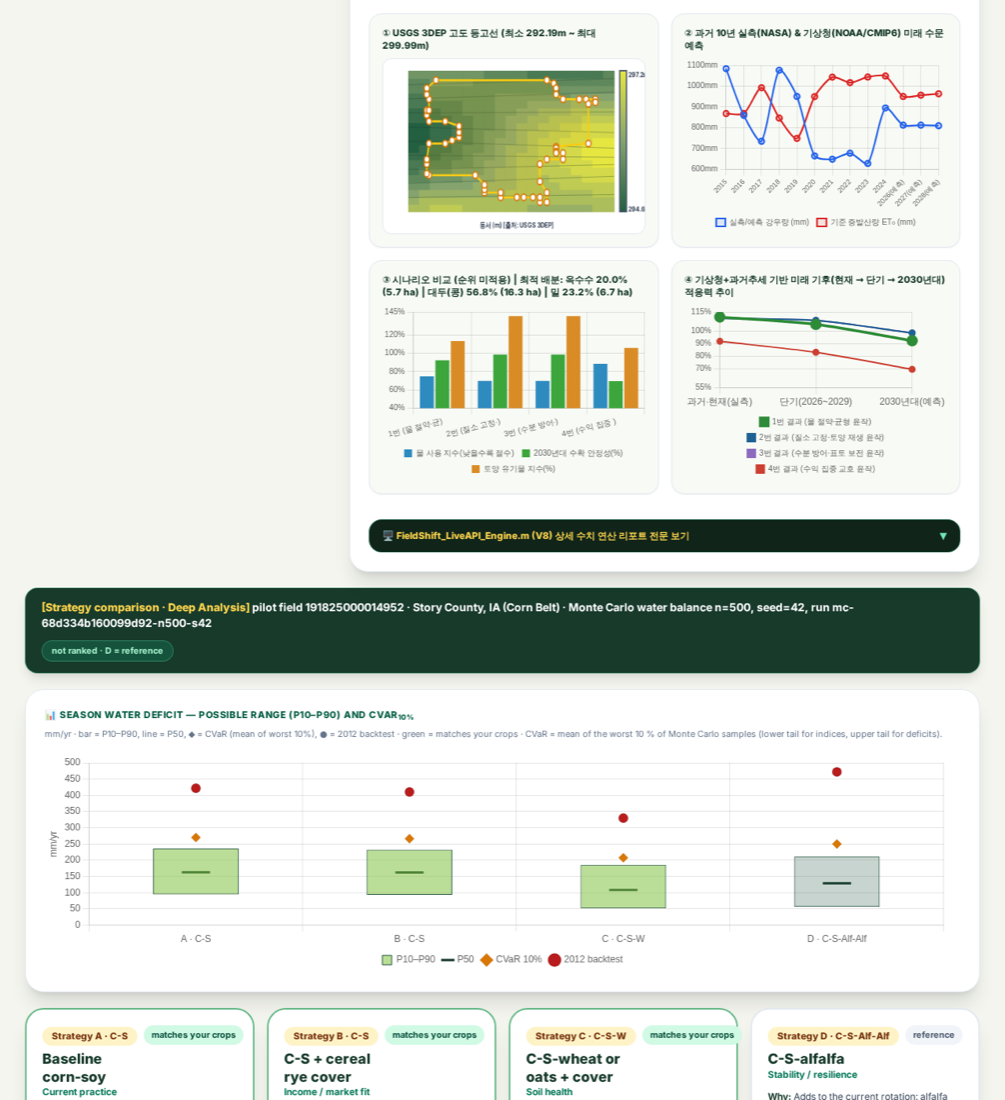 ① USGS 3DEP 고도 등고선 (최소 292.19m ~ 최대
299.99m)
297.2
294.6
동서 (m) [출처: USGS 3DEP]
② 과거 10년 실측(NASA) & 기상청(NOAA/CMIP6) 미래 수문
예측
1100mm
1000mm
900mm
800mm
700mm
600mm
2015
2016
2017
2018
2019
2020
2021
2022
2023
2024
2026(예측)
2027(예측)
2028(예측)
실측/예측 강우량 (mm)
기준 증발산량 ET₀ (mm)
③ 시나리오 비교 (순위 미적용) | 최적 배분: 옥수수 20.0%
(5.7 ha) | 대두(콩) 56.8% (16.3 ha) | 밀 23.2% (6.7 ha)
145%
120%
100%
80%
60%
40%
1번 (물 절약·균)
2번 (질소 고정·)
3번 (수분 방어·)
4번 (수익 집중 )
물 사용 지수(낮을수록 절수)
2030년대 수확 안정성(%)
토양 유기물 지수(%)
④ 기상청+과거추세 기반 미래 기후(현재 → 단기 → 2030년대)
적응력 추이
115%
100%
90%
80%
70%
55%
과거·현재(실측)
단기(2026~2029)
2030년대(예측)
1번 결과 (물 절약·균형 윤작)
2번 결과 (질소 고정·토양 재생 윤작)
3번 결과 (수분 방어·표토 보전 윤작)
4번 결과 (수익 집중 교호 윤작)
🖥️ FieldShift_LiveAPI_Engine.m (V8) 상세 수치 연산 리포트 전문 보기
▼
[Strategy comparison · Deep Analysis] pilot field 191825000014952 · Story County, IA (Corn Belt) · Monte Carlo water balance n=500, seed=42, run mc-
68d334b160099d92-n500-s42
not ranked · D = reference
📊 SEASON WATER DEFICIT — POSSIBLE RANGE (P10–P90) AND CVAR10%
mm/yr · bar = P10–P90, line = P50, ◆ = CVaR (mean of worst 10%), ● = 2012 backtest · green = matches your crops · CVaR = mean of the worst 10 % of Monte Carlo samples (lower tail for indices, upper tail for deficits).
500
450
400
350
300
250
200
150
100
50
0
mm/yr
A · C-S
B · C-S
C · C-S-W
D · C-S-Alf-Alf
P10–P90
P50
CVaR 10%
2012 backtest
Strategy A · C-S
matches your crops
Baseline
corn-soy
Current practice
Strategy B · C-S
matches your crops
C-S + cereal
rye cover
Income / market fit
Strategy C · C-S-W
matches your crops
C-S-wheat or
oats + cover
Soil health
Strategy D · C-S-Alf-Alf
reference
C-S-alfalfa
Stability / resilience
Why: Adds to the current rotation: alfalfa